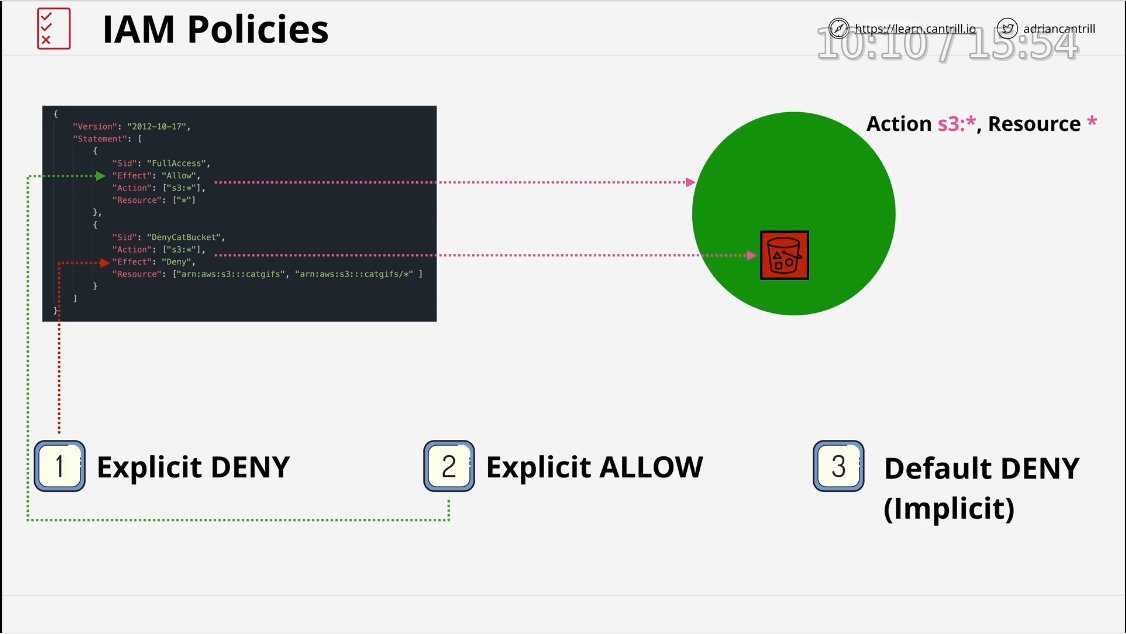 IAM Policies
https://learn.cantrill.io
adriancantrill
10:10 / 15:54
{
"Version": "2012-10-17",
"Statement": [
{
"Sid": "FullAccess",
"Effect": "Allow",
"Action": ["s3:*"],
"Resource": ["*"]
},
{
"Sid": "DenyCatBucket",
"Action": ["s3:*"],
"Effect": "Deny",
"Resource": ["arn:aws:s3:::catgifs", "arn:aws:s3:::catgifs/*" ]
}
]
}
Action s3:*, Resource *
1 Explicit DENY
2 Explicit ALLOW
3 Default DENY
(Implicit)